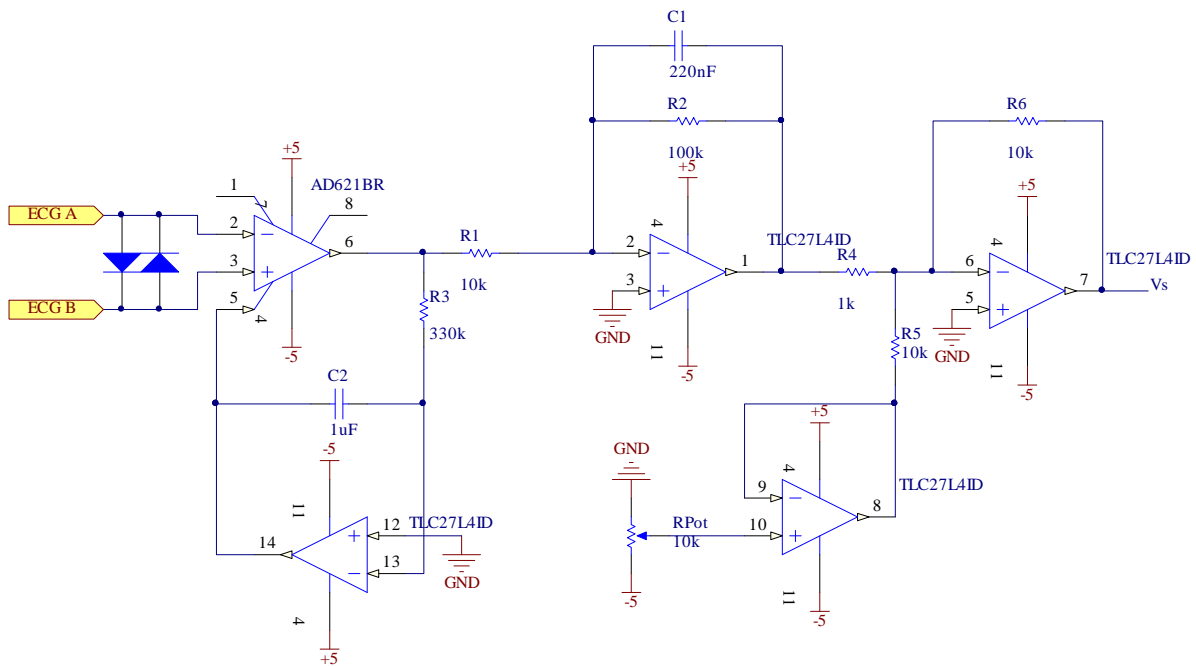 C1
220nF
R2
100k
R6
10k
+5
+5
+5
1
7
AD621BR
8
ECG A
2
6
R1
10k
4
2
1
TLC27L4ID
R4
1k
4
6
7
TLC27L4ID
Vs
3
5
4
ECG B
-5
R3
330k
3
GND
11
-5
5
GND
11
-5
R5
10k
C2
1uF
-5
11
14
12
TLC27L4ID
13
GND
4
+5
GND
RPot
10k
-5
+5
4
9
10
8
TLC27L4ID
11
-5